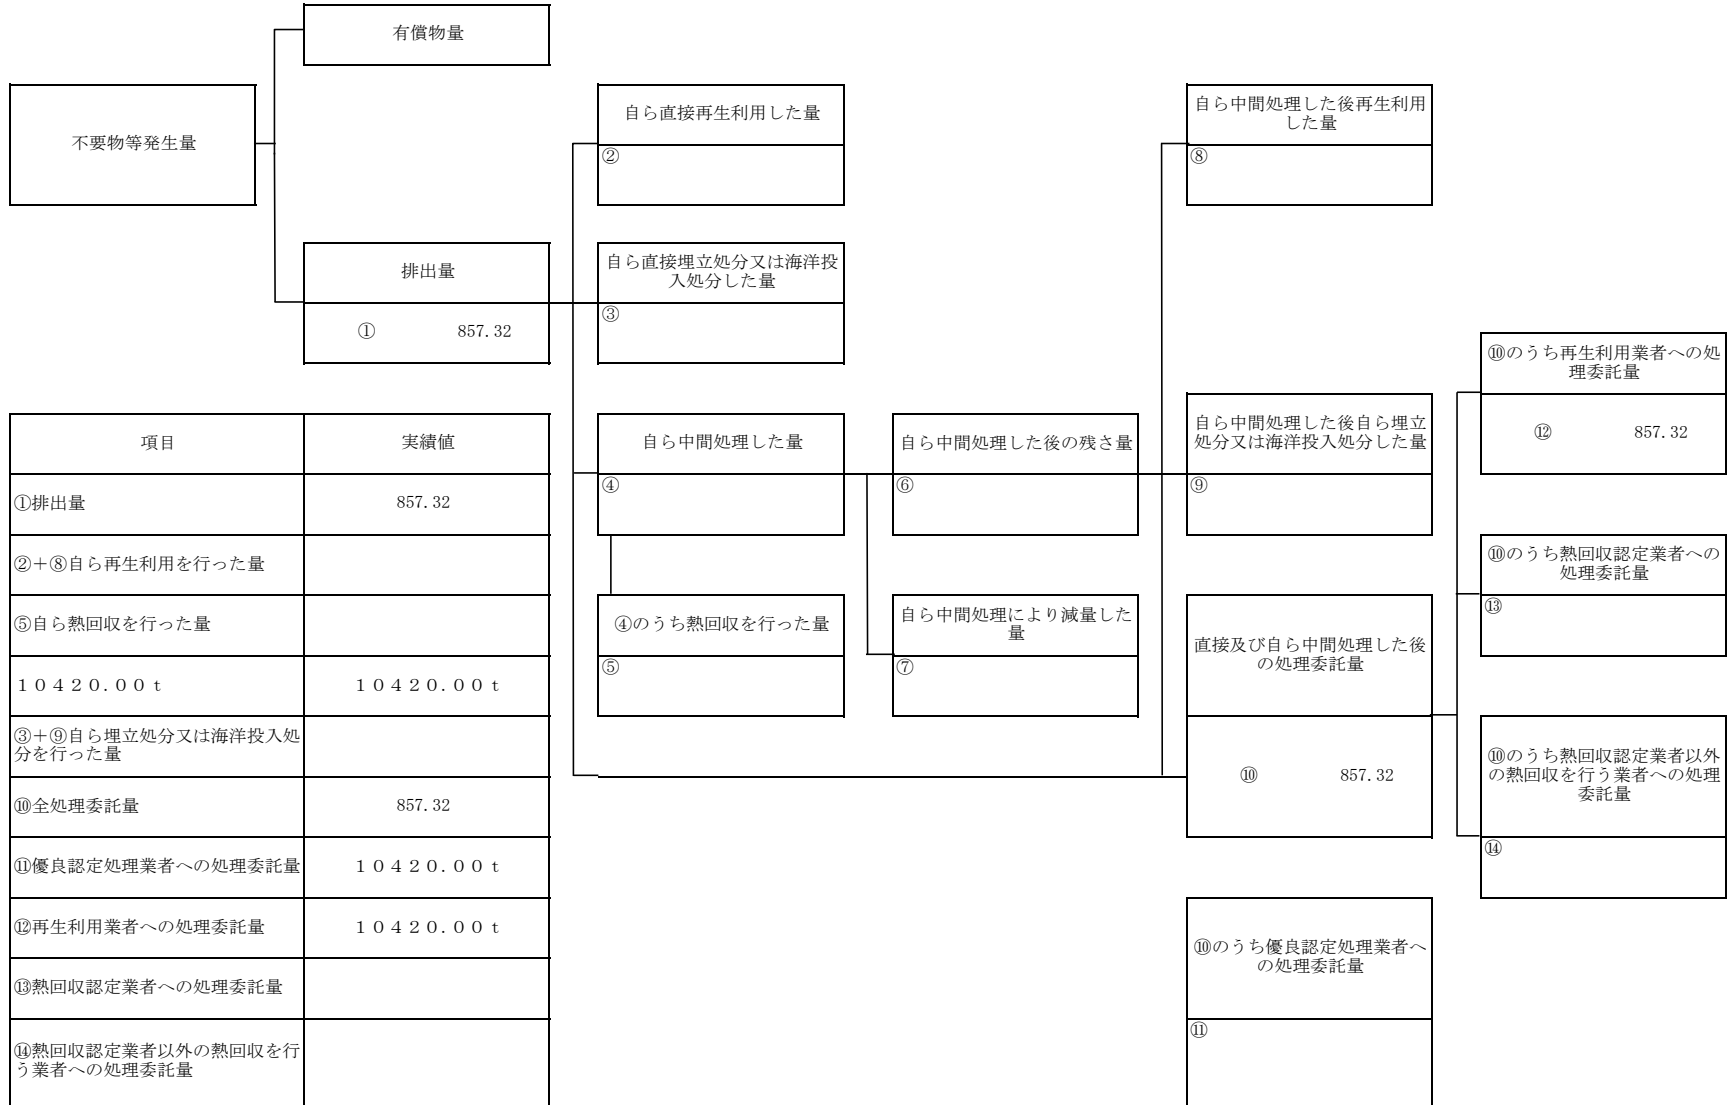 有償物量
不要物等発生量
自ら直接再生利用した量
②
自ら中間処理した後再生利用
した量
⑧
排出量
① 857.32
自ら直接埋立処分又は海洋投
入処分した量
③
⑩のうち再生利用業者への処
理委託量
⑫ 857.32
項目 実績値
①排出量 857.32
②+⑧自ら再生利用を行った量
⑤自ら熱回収を行った量
10420.00t 10420.00t
③+⑨自ら埋立処分又は海洋投入処
分を行った量
⑩全処理委託量 857.32
⑪優良認定処理業者への処理委託量 10420.00t
⑫再生利用業者への処理委託量 10420.00t
⑬熱回収認定業者への処理委託量
⑭熱回収認定業者以外の熱回収を行
う業者への処理委託量
自ら中間処理した量
④
自ら中間処理した後の残さ量
⑥
自ら中間処理した後自ら埋立
処分又は海洋投入処分した量
⑨
④のうち熱回収を行った量
⑤
自ら中間処理により減量した
量
⑦
直接及び自ら中間処理した後
の処理委託量
⑩ 857.32
⑩のうち熱回収認定業者への
処理委託量
⑬
⑩のうち熱回収認定業者以外
の熱回収を行う業者への処理
委託量
⑭
⑩のうち優良認定処理業者へ
の処理委託量
⑪